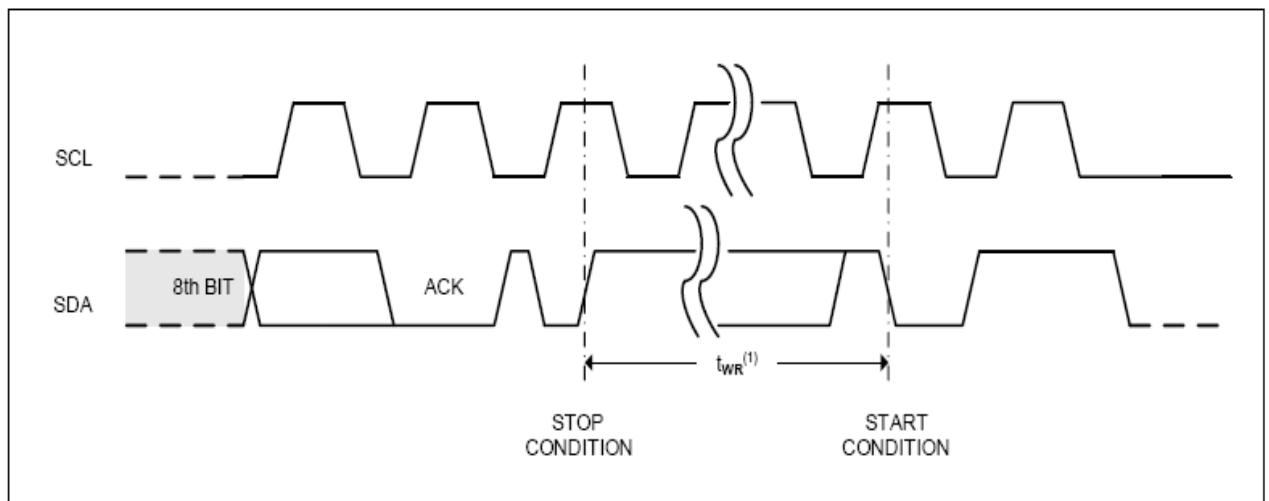 SCL
8th BIT
ACK
SDA
tWR(1)
STOP
CONDITION
START
CONDITION